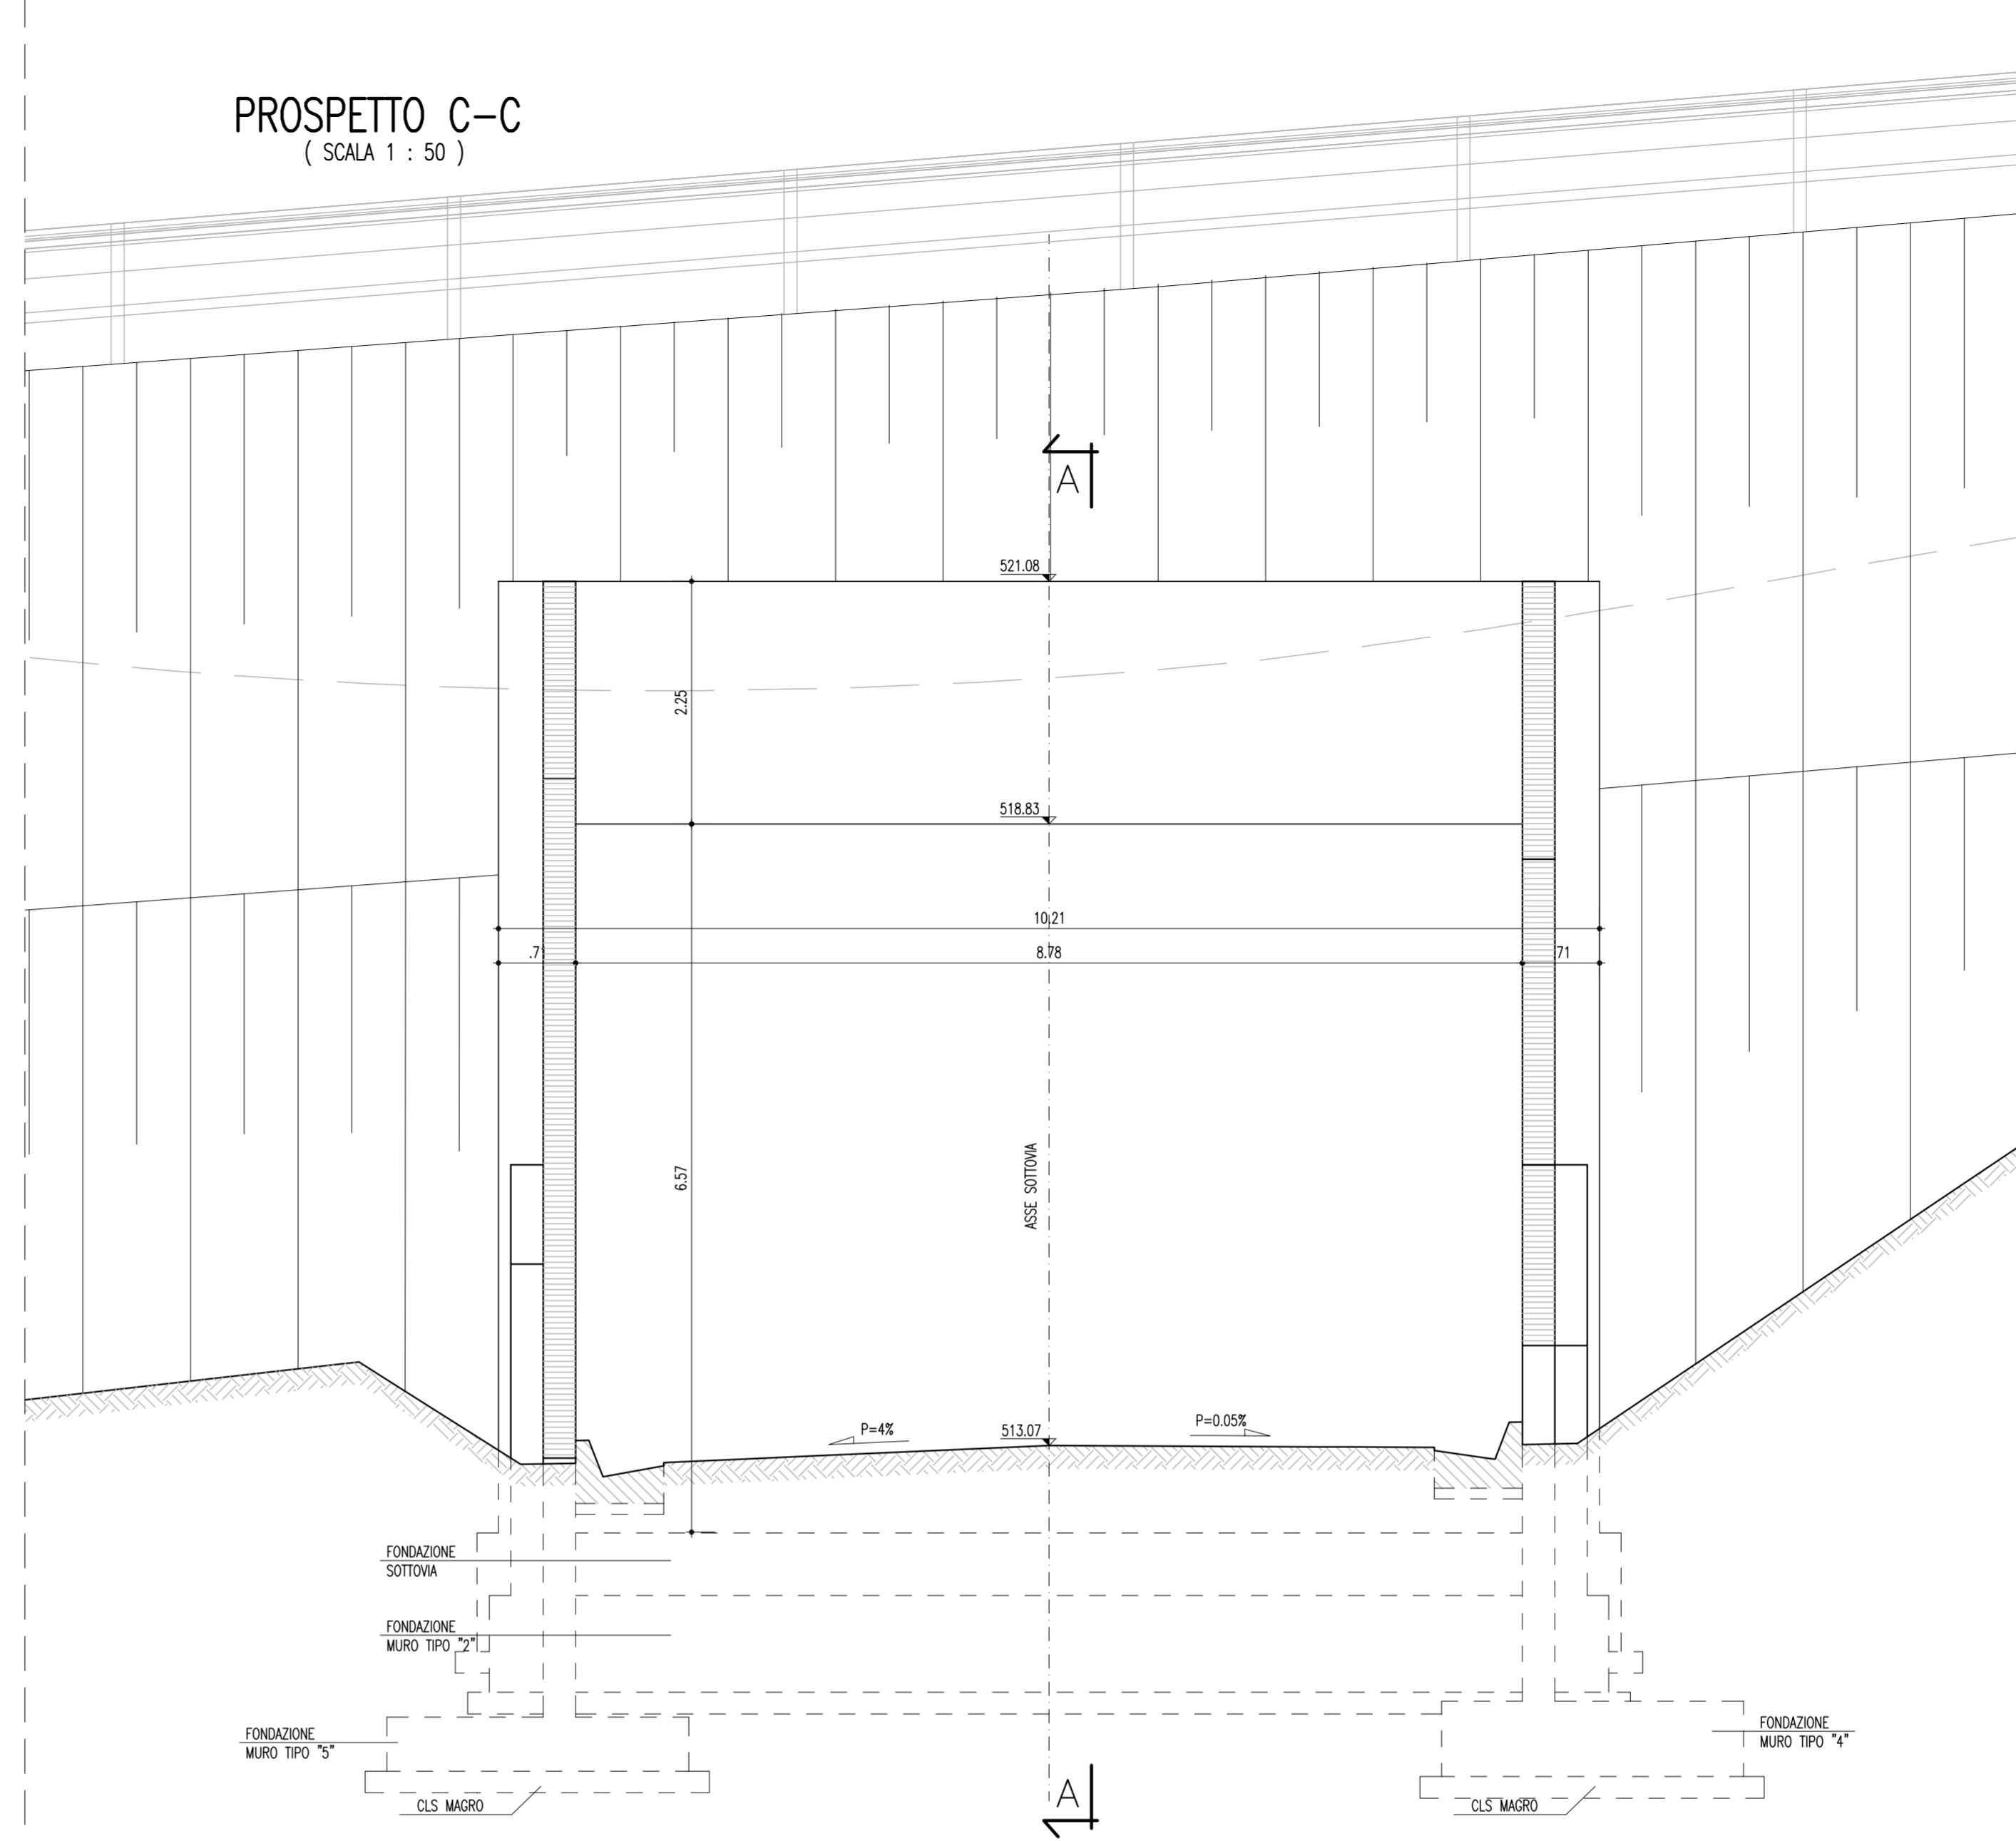 PROSPETTO C-C
( SCALA 1 : 50 )
A
521.08
2.25
518.83
10.21
.71
8.78
.71
6.57
ASSE SOTTOVIA
P=4%
513.07
P=0.05%
FONDAZIONE
SOTTOVIA
FONDAZIONE
MURO TIPO "2"
FONDAZIONE
MURO TIPO "5"
FONDAZIONE
MURO TIPO "4"
CLS MAGRO
A
CLS MAGRO